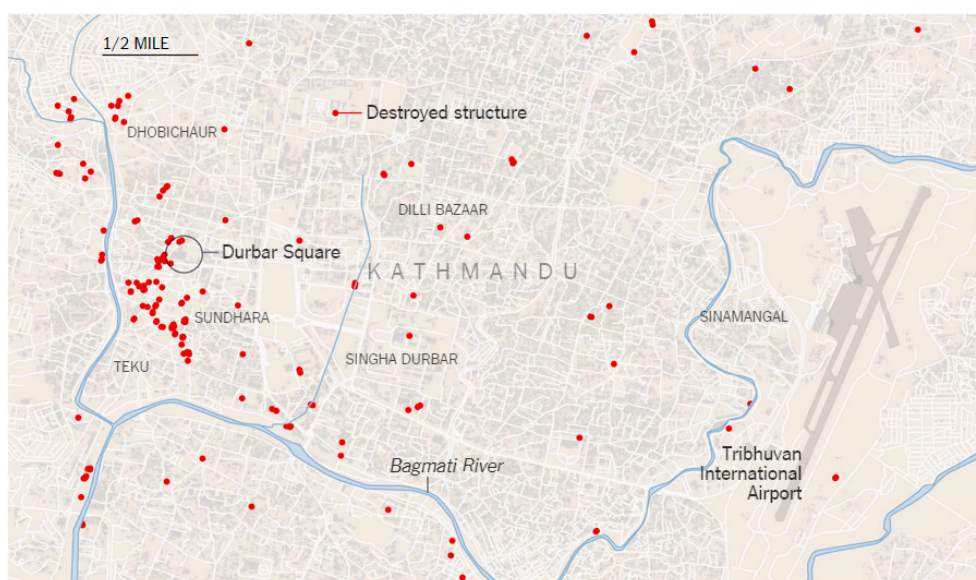 1/2 MILE
Destroyed structure
DHOBICHAUR
DILLI BAZAAR
Durbar Square
KATHMANDU
SUNDHARA
SINAMANGAL
TEKU
SINGHA DURBAR
Bagmati River
Tribhuvan
International
Airport